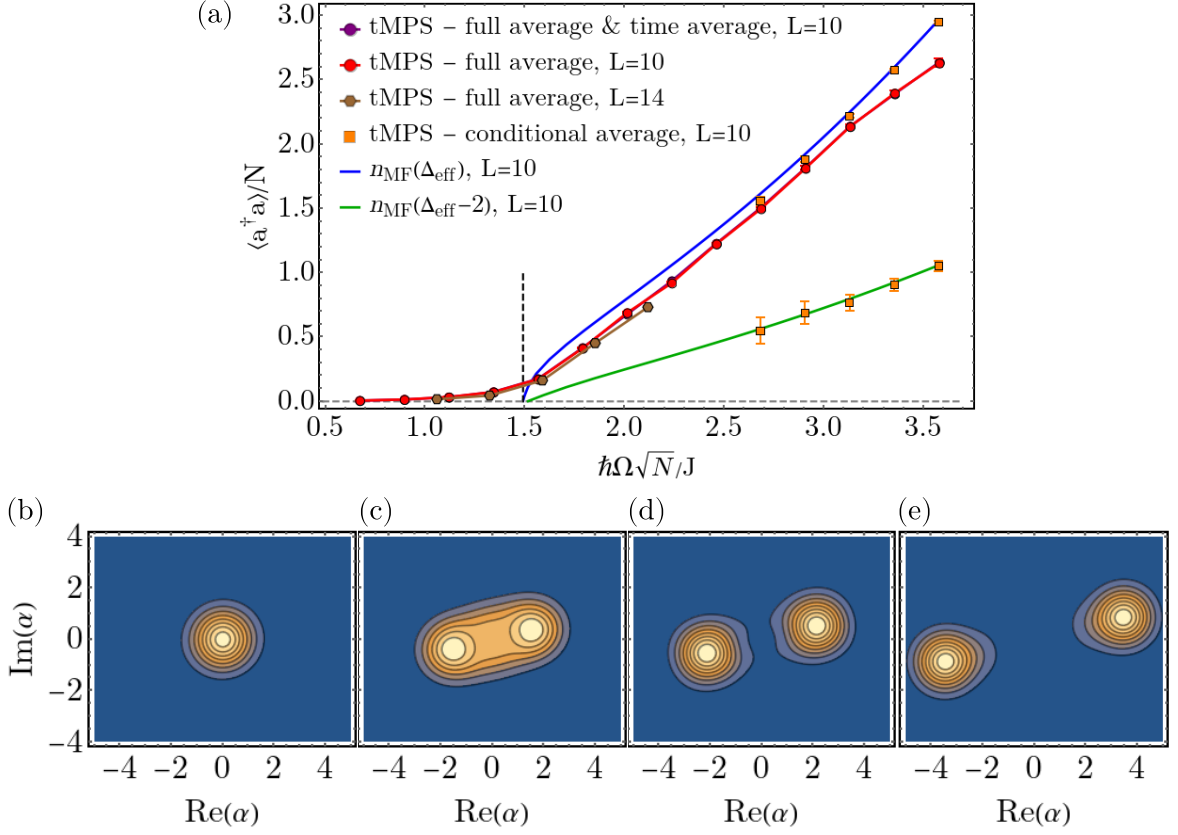 (a)
3.0
2.5
2.0
1.5
1.0
0.5
0.0
⟨a†a⟩/N
tMPS – full average & time average, L=10
tMPS – full average, L=10
tMPS – full average, L=14
tMPS – conditional average, L=10
n_MF(Δ_eff), L=10
n_MF(Δ_eff−2), L=10
0.5 1.0 1.5 2.0 2.5 3.0 3.5
ℏΩ√N/J
(b) (c) (d) (e)
4
2
0
−2
−4
Im(α)
−4 −2 0 2 4 −4 −2 0 2 4 −4 −2 0 2 4 −4 −2 0 2 4
Re(α) Re(α) Re(α) Re(α)